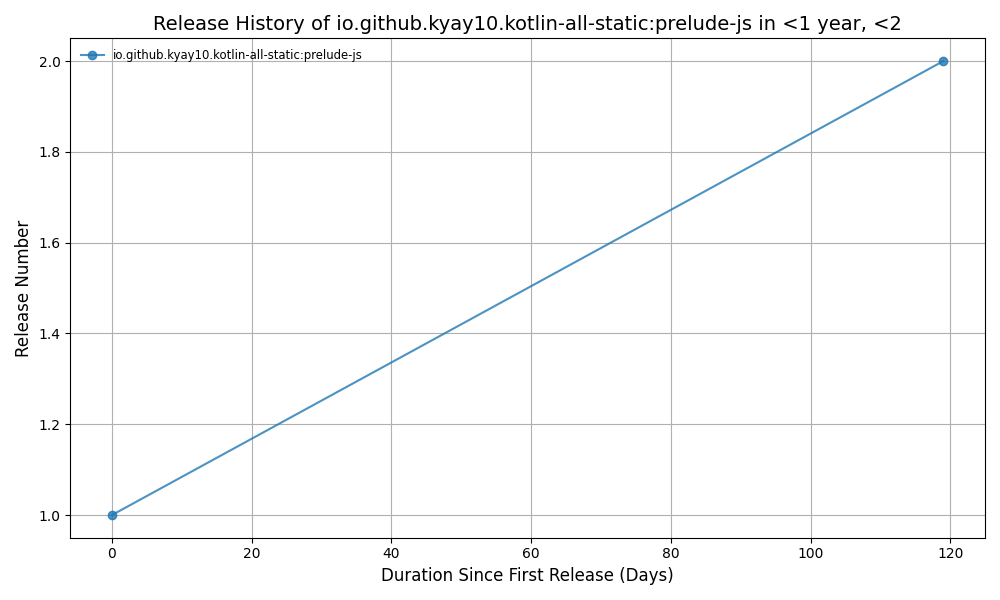 Release History of io.github.kyay10.kotlin-all-static:prelude-js in <1 year, <2
io.github.kyay10.kotlin-all-static:prelude-js
Release Number
2.0
1.8
1.6
1.4
1.2
1.0
0 20 40 60 80 100 120
Duration Since First Release (Days)